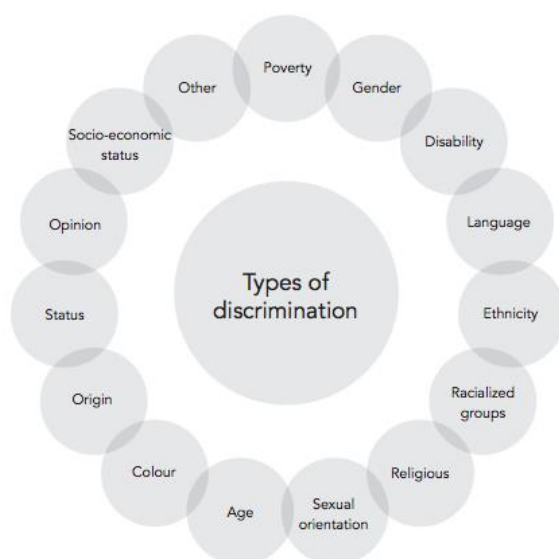 Poverty
Gender
Disability
Language
Ethnicity
Racialized
groups
Religious
Sexual
orientation
Age
Colour
Origin
Status
Opinion
Socio-economic
status
Other
Types of
discrimination